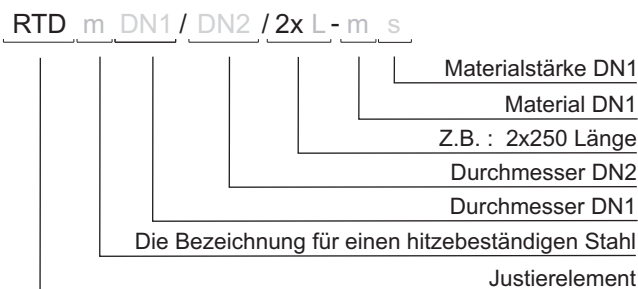 RTD m DN1 / DN2 / 2x L - m s
Materialstärke DN1
Material DN1
Z.B. : 2x250 Länge
Durchmesser DN2
Durchmesser DN1
Die Bezeichnung für einen hitzebeständigen Stahl
Justierelement